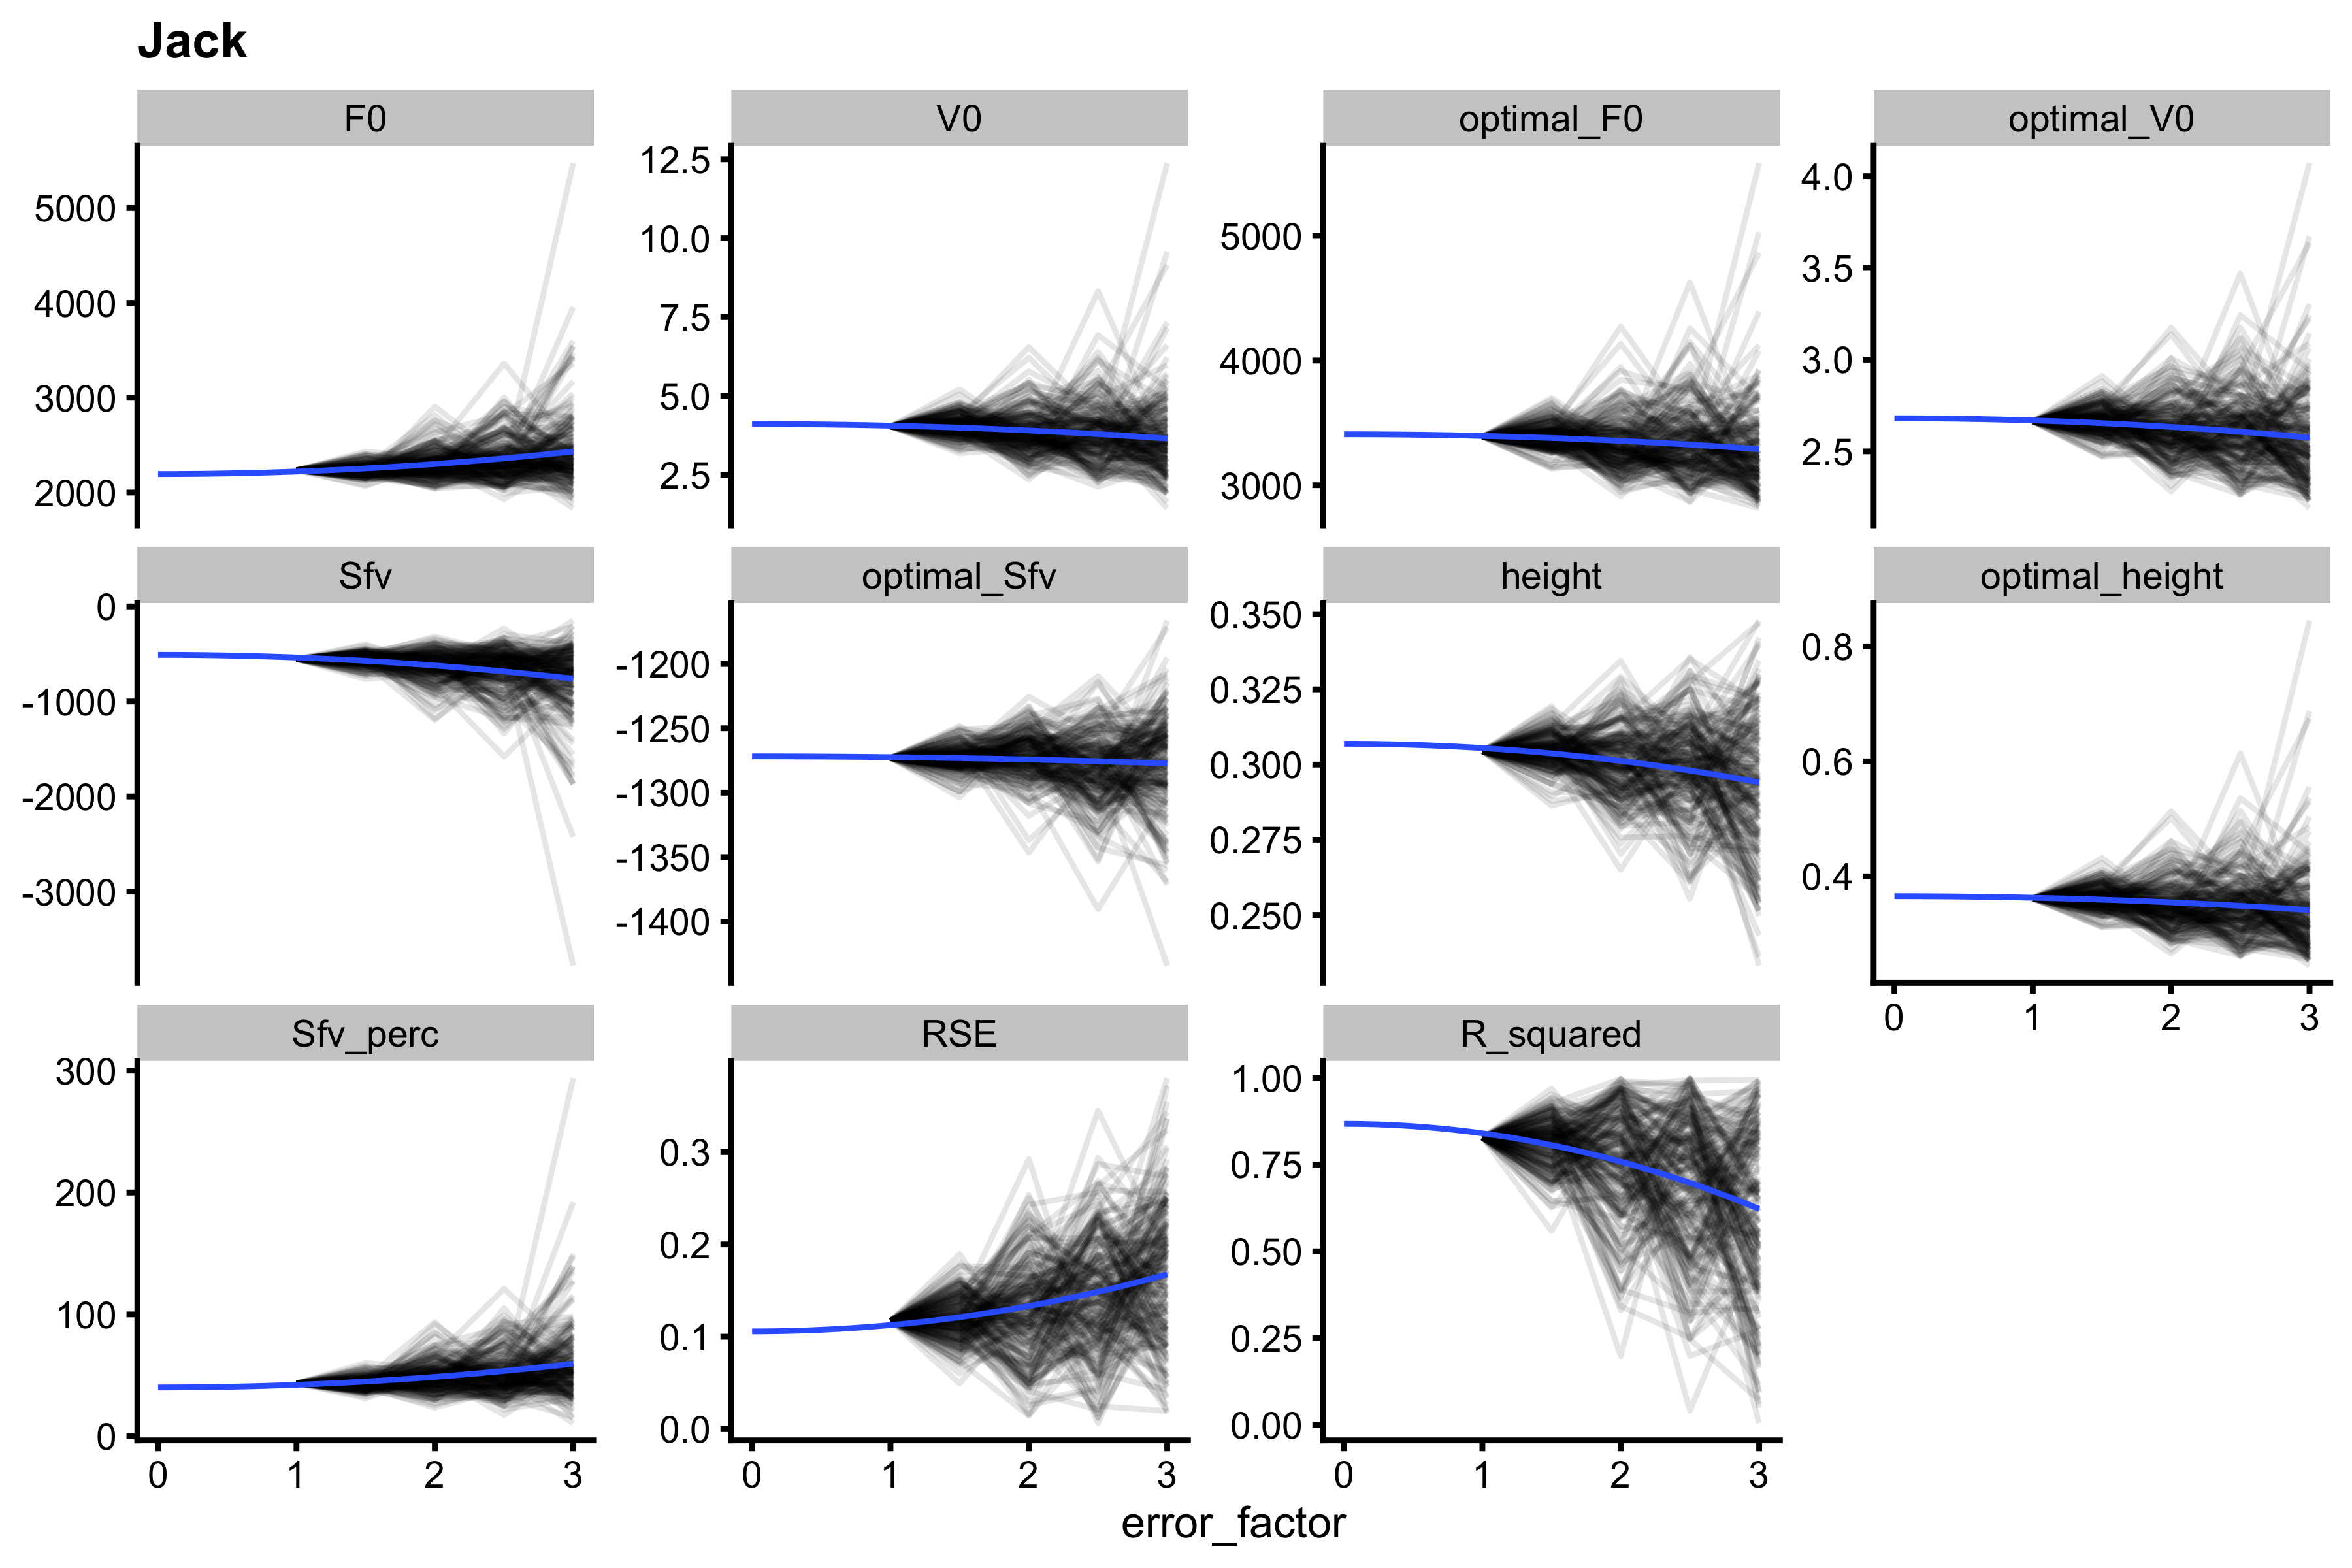 Jack
F0 V0 optimal_F0 optimal_V0
5000 4000 3000 2000
12.5 10.0 7.5 5.0 2.5
5000 4000 3000
4.0 3.5 3.0 2.5
Sfv optimal_Sfv height optimal_height
0 -1000 -2000 -3000
-1200 -1250 -1300 -1350 -1400
0.350 0.325 0.300 0.275 0.250
0.8 0.6 0.4
0 1 2 3
Sfv_perc RSE R_squared
300 200 100 0
0.3 0.2 0.1 0.0
1.00 0.75 0.50 0.25 0.00
0 1 2 3
0 1 2 3
0 1 2 3
error_factor